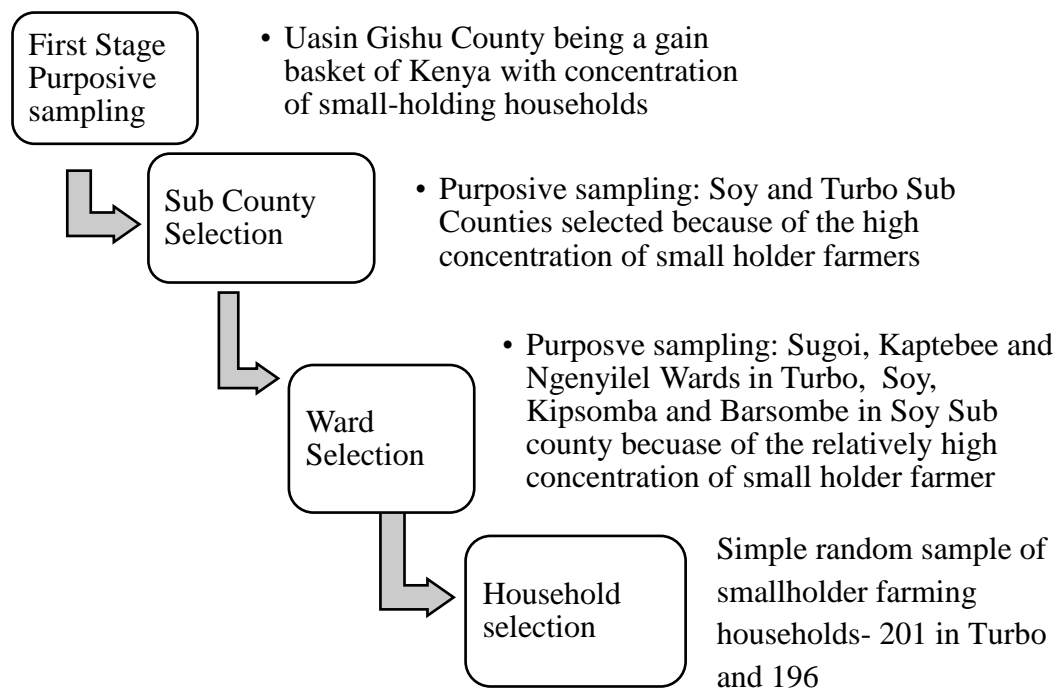 First Stage
Purposive
sampling
• Uasin Gishu County being a gain
basket of Kenya with concentration
of small-holding households
Sub County
Selection
• Purposive sampling: Soy and Turbo Sub
Counties selected because of the high
concentration of small holder farmers
Ward
Selection
• Purposve sampling: Sugoi, Kaptebee and
Ngenyilel Wards in Turbo, Soy,
Kipsomba and Barsombe in Soy Sub
county becuase of the relatively high
concentration of small holder farmer
Household
selection
Simple random sample of
smallholder farming
households- 201 in Turbo
and 196